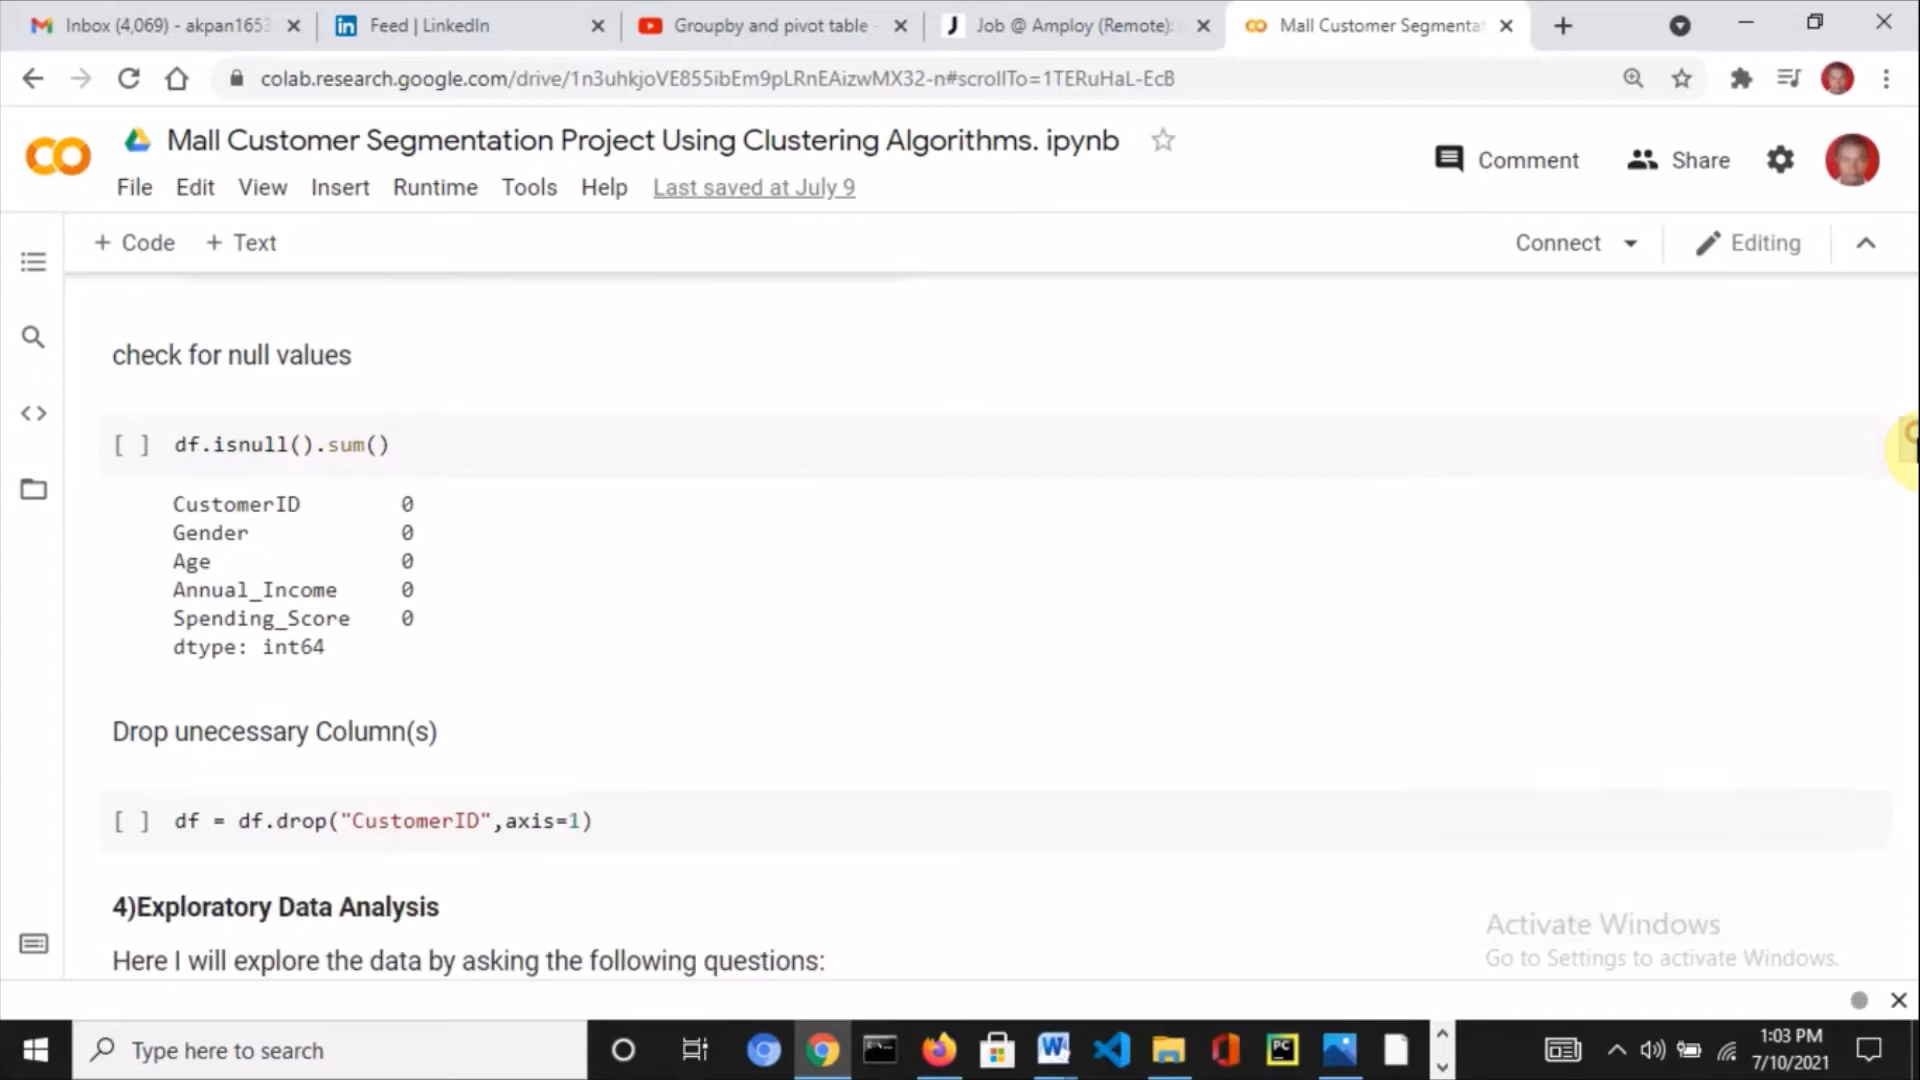 Inbox (4,069) - akpan1653
Feed | LinkedIn
Groupby and pivot table -
Job @ Amploy (Remote):
Mall Customer Segmentat
colab.research.google.com/drive/1n3uhkjoVE855ibEm9pLRnEAizwMX32-n#scrollTo=1TERuHaL-EcB
Mall Customer Segmentation Project Using Clustering Algorithms. ipynb
Comment
Share
File Edit View Insert Runtime Tools Help Last saved at July 9
+ Code + Text
Connect
Editing
check for null values
[ ] df.isnull().sum()
CustomerID 0
Gender 0
Age 0
Annual_Income 0
Spending_Score 0
dtype: int64
Drop unecessary Column(s)
[ ] df = df.drop("CustomerID",axis=1)
4)Exploratory Data Analysis
Here I will explore the data by asking the following questions:
Activate Windows
Go to Settings to activate Windows.
Type here to search
1:03 PM
7/10/2021